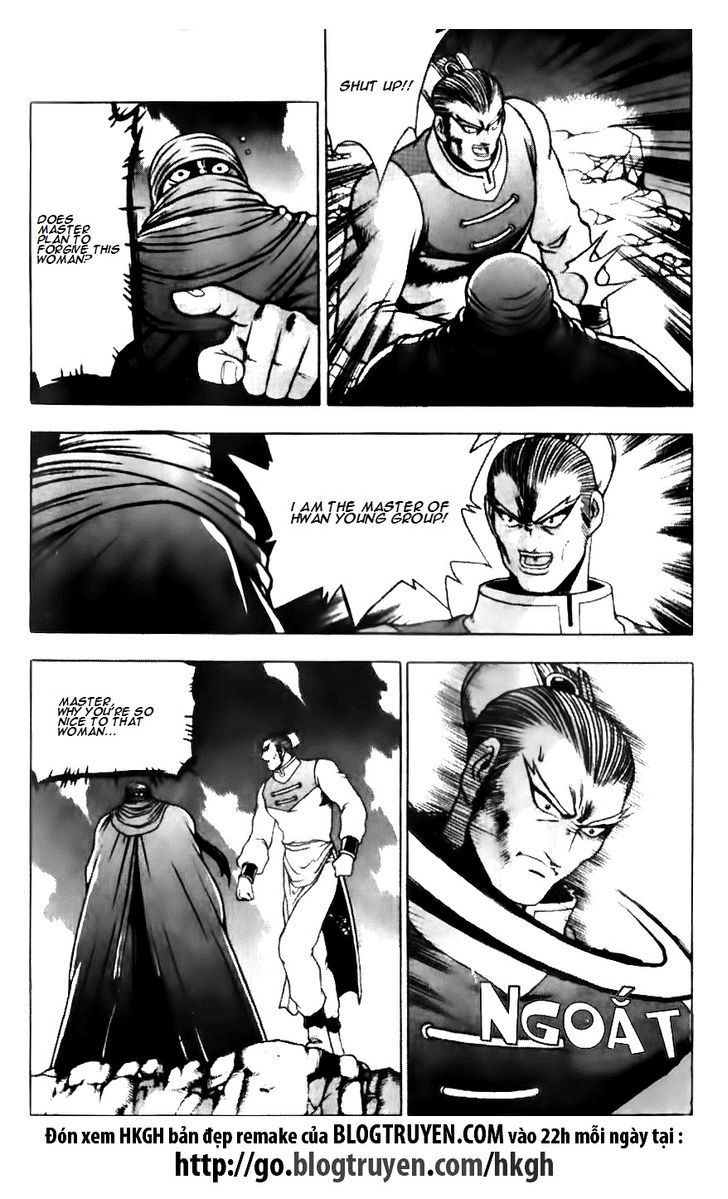 DOES
MASTER
PLAN TO
FORGIVE THIS
WOMAN?
SHUT UP!!
I AM THE MASTER OF
HWAN YOUNG GROUP!
MASTER,
WHY YOU'RE SO
NICE TO THAT
WOMAN...
NGOẮT
Đón xem HKGH bản đẹp remake của BLOGTRUYEN.COM vào 22h mỗi ngày tại :
http://go.blogtruyen.com/hkgh